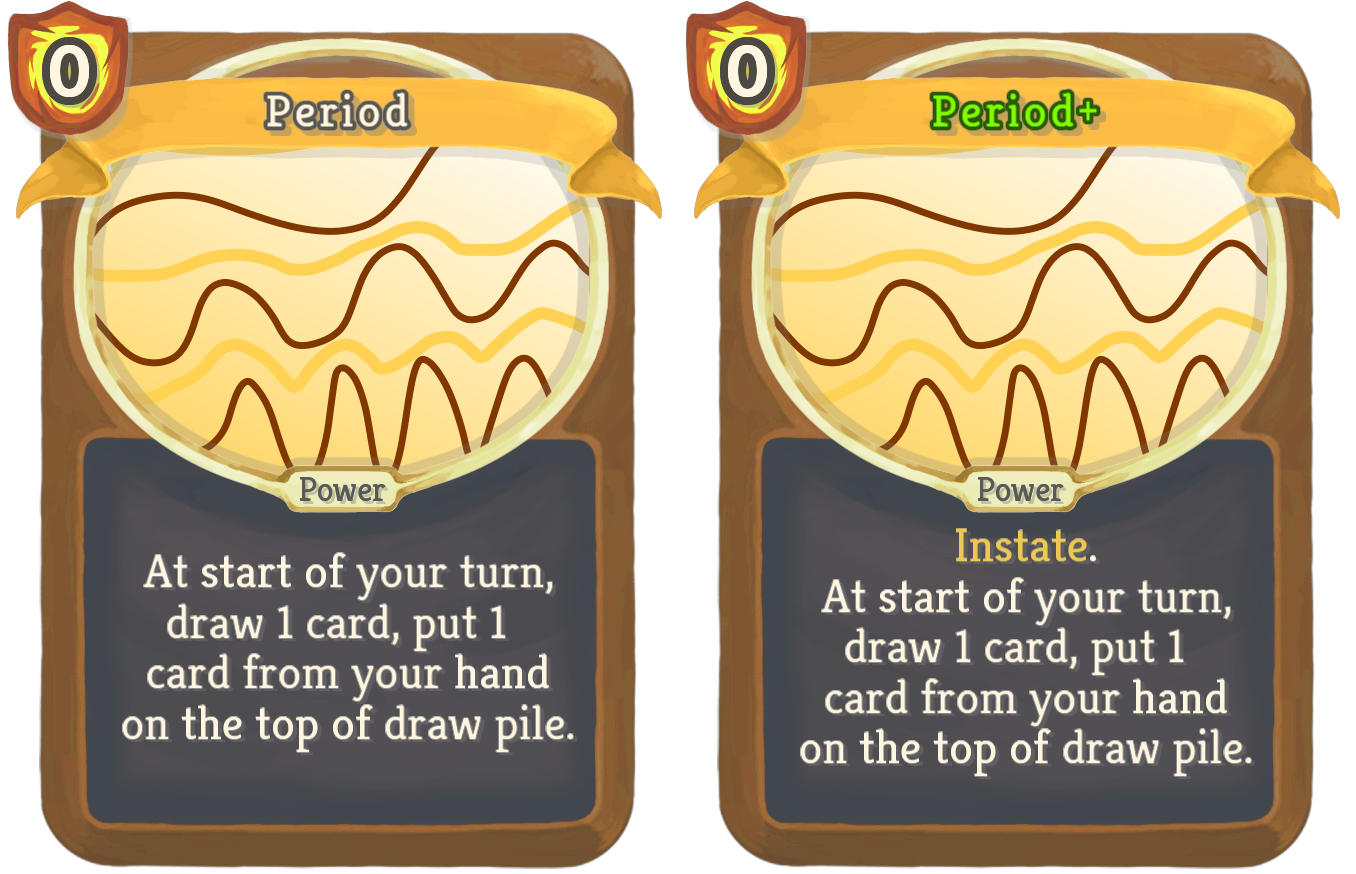 0
Period
Power
At start of your turn,
draw 1 card, put 1
card from your hand
on the top of draw pile.
0
Period+
Power
Instate.
At start of your turn,
draw 1 card, put 1
card from your hand
on the top of draw pile.